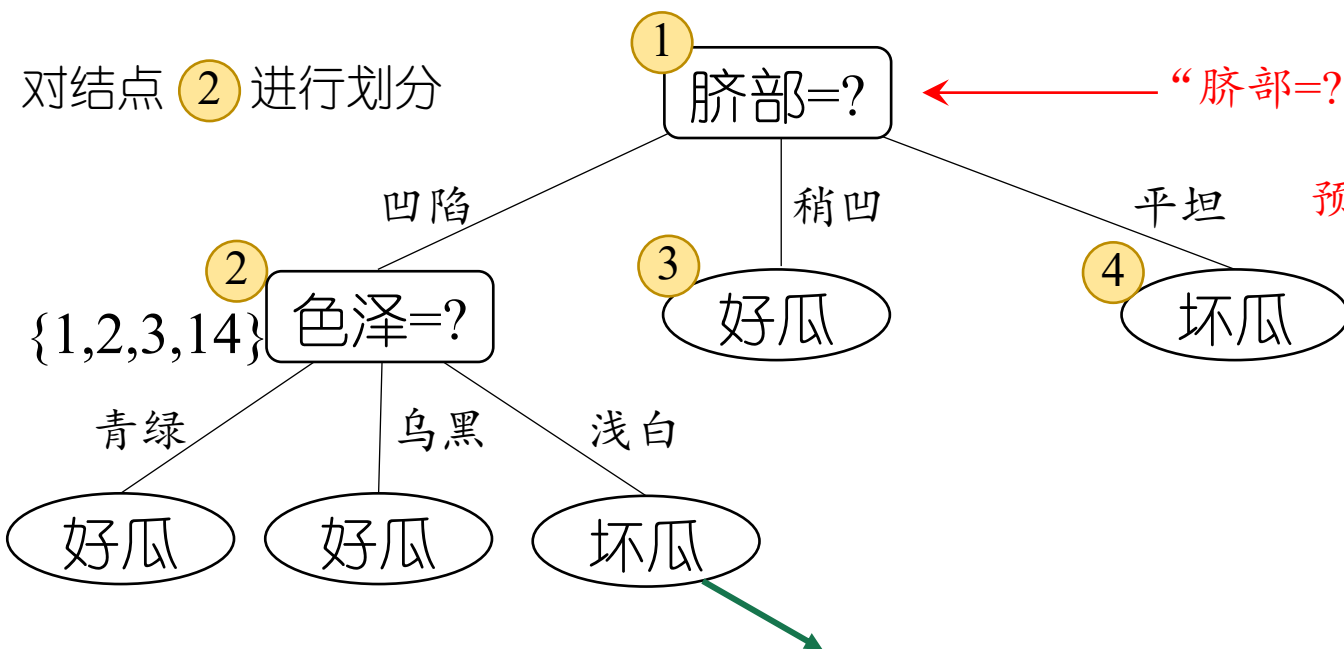 1
对结点 2 进行划分
脐部=?
“脐部=?
凹陷
稍凹
平坦
预
2
3
4
{1,2,3,14}
色泽=?
好瓜
坏瓜
青绿
乌黑
浅白
好瓜
好瓜
坏瓜